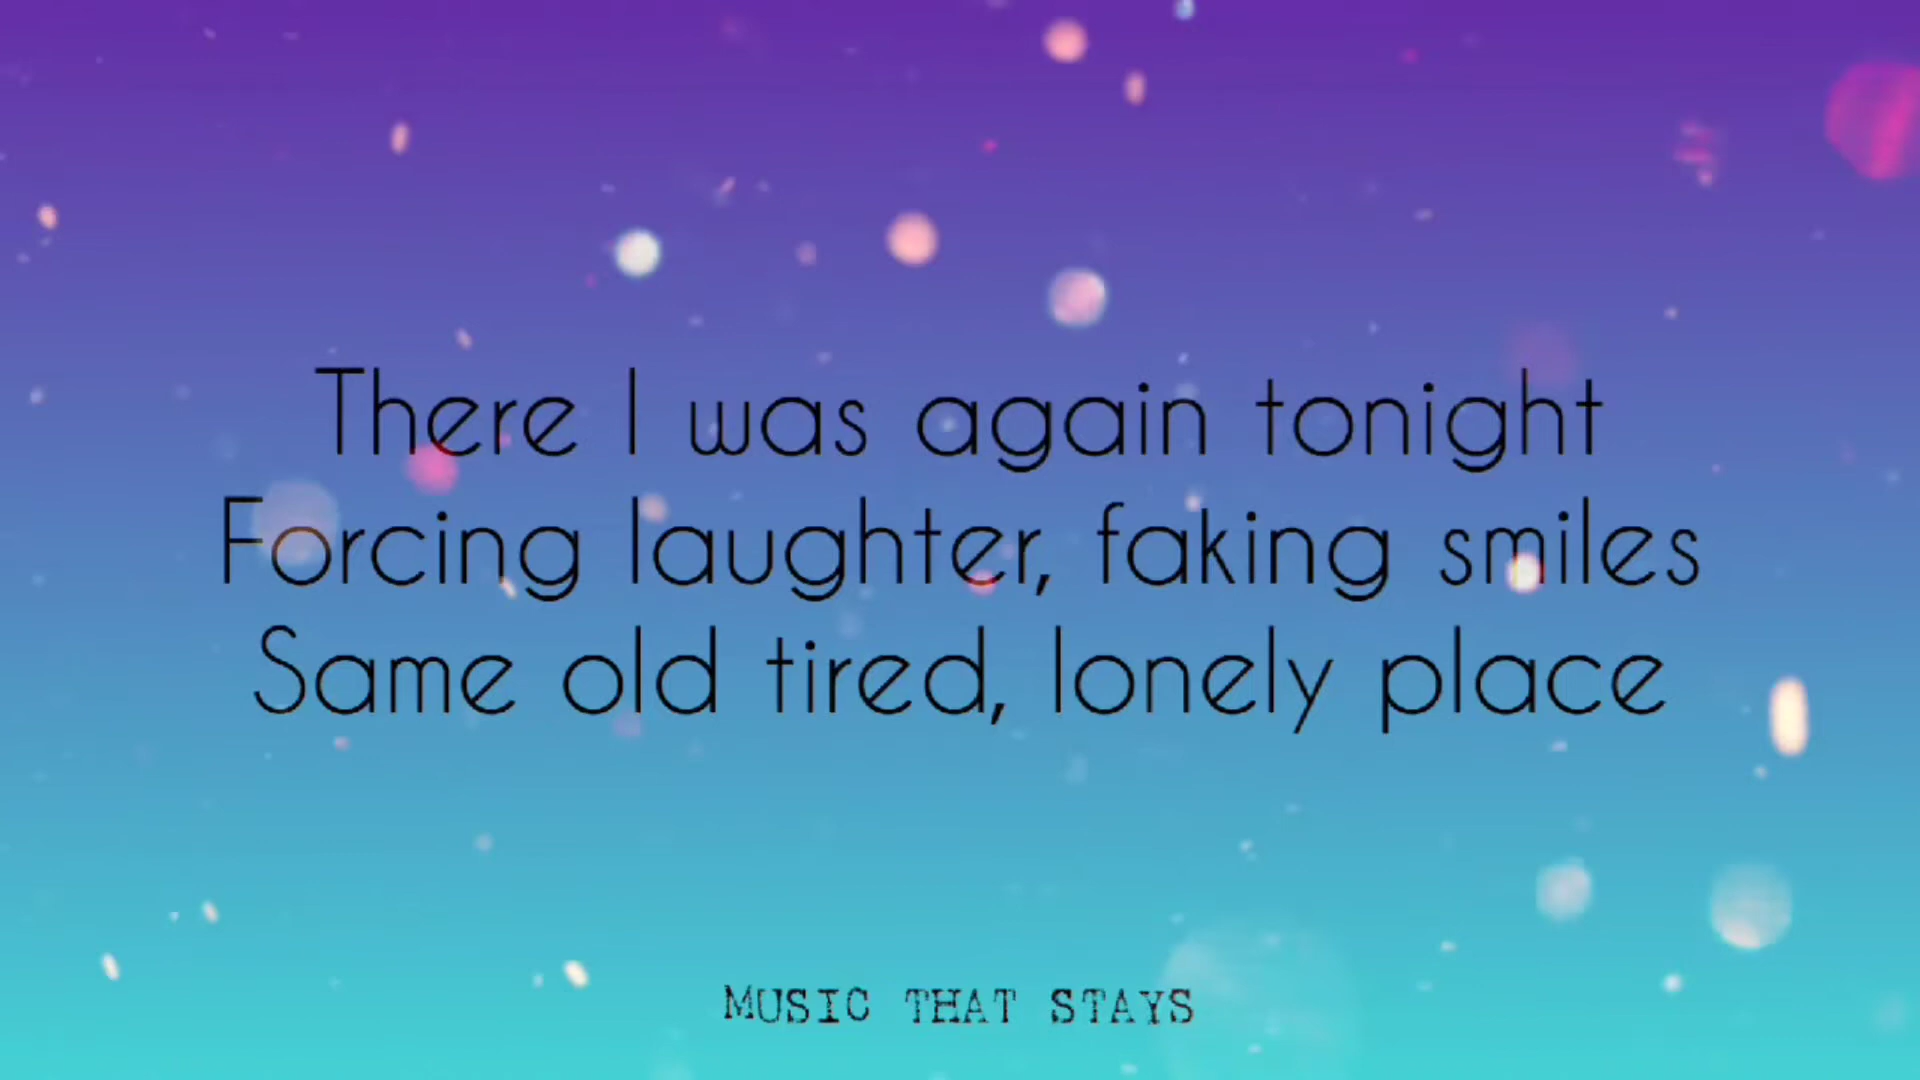 There I was again tonight
Forcing laughter, faking smiles
Same old tired, lonely place
MUSIC THAT STAYS